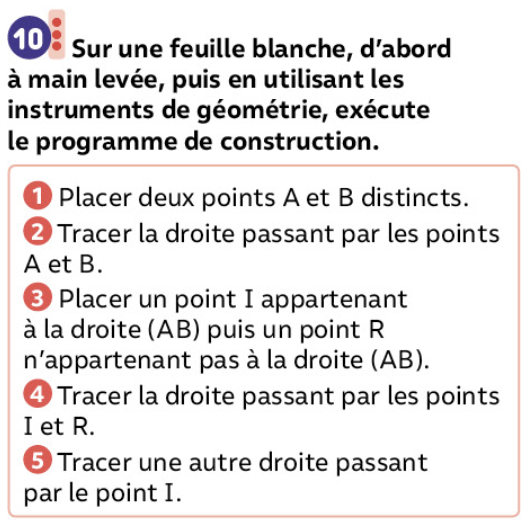 10 Sur une feuille blanche, d’abord
à main levée, puis en utilisant les
instruments de géométrie, exécute
le programme de construction.
1 Placer deux points A et B distincts.
2 Tracer la droite passant par les points
A et B.
3 Placer un point I appartenant
à la droite (AB) puis un point R
n’appartenant pas à la droite (AB).
4 Tracer la droite passant par les points
I et R.
5 Tracer une autre droite passant
par le point I.